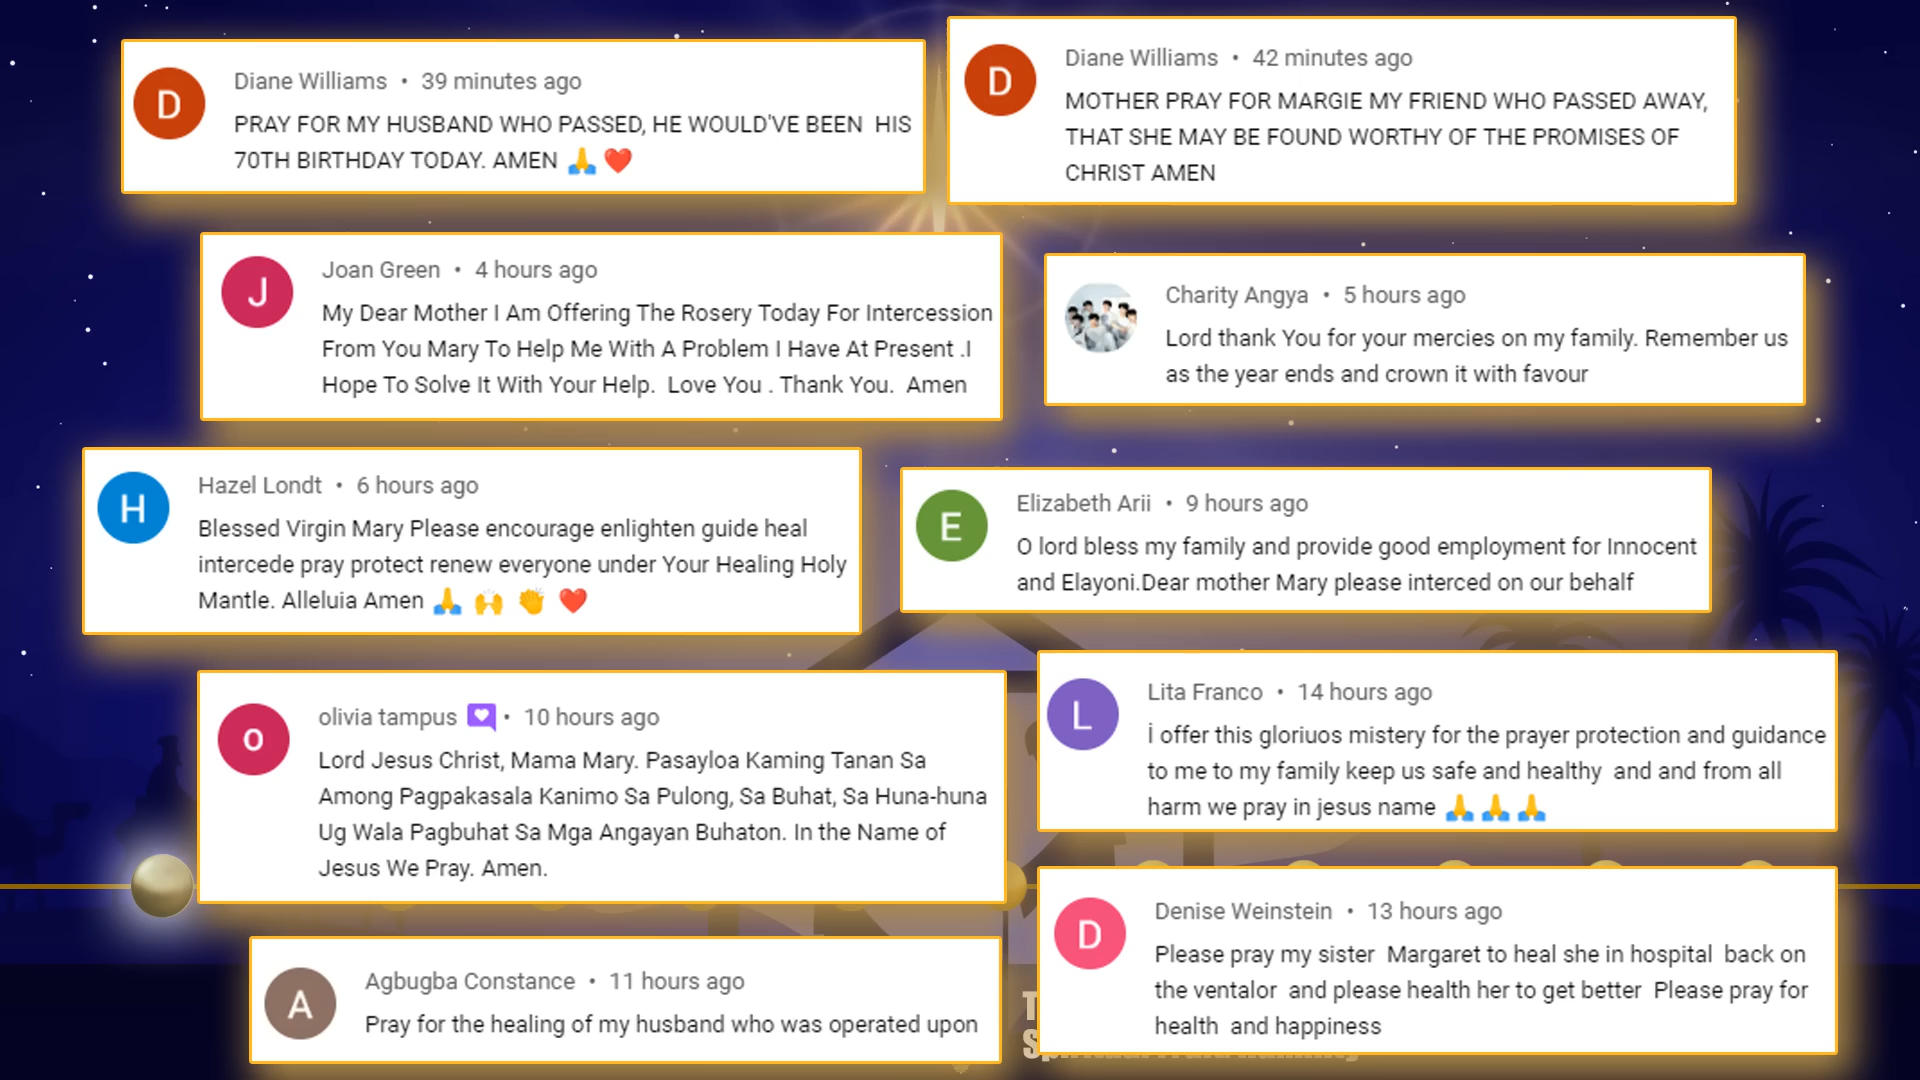 Diane Williams • 39 minutes ago
PRAY FOR MY HUSBAND WHO PASSED, HE WOULD'VE BEEN HIS
70TH BIRTHDAY TODAY. AMEN 🙏 ❤️
Diane Williams • 42 minutes ago
MOTHER PRAY FOR MARGIE MY FRIEND WHO PASSED AWAY,
THAT SHE MAY BE FOUND WORTHY OF THE PROMISES OF
CHRIST AMEN
Joan Green • 4 hours ago
My Dear Mother I Am Offering The Rosery Today For Intercession
From You Mary To Help Me With A Problem I Have At Present .I
Hope To Solve It With Your Help. Love You . Thank You. Amen
Charity Angya • 5 hours ago
Lord thank You for your mercies on my family. Remember us
as the year ends and crown it with favour
Hazel Londt • 6 hours ago
Blessed Virgin Mary Please encourage enlighten guide heal
intercede pray protect renew everyone under Your Healing Holy
Mantle. Alleluia Amen 🙏 🙌 👏 ❤️
Elizabeth Arii • 9 hours ago
O lord bless my family and provide good employment for Innocent
and Elayoni.Dear mother Mary please interced on our behalf
olivia tampus • 10 hours ago
Lord Jesus Christ, Mama Mary. Pasayloa Kaming Tanan Sa
Among Pagpakasala Kanimo Sa Pulong, Sa Buhat, Sa Huna-huna
Ug Wala Pagbuhat Sa Mga Angayan Buhaton. In the Name of
Jesus We Pray. Amen.
Lita Franco • 14 hours ago
İ offer this gloriuos mistery for the prayer protection and guidance
to me to my family keep us safe and healthy and and from all
harm we pray in jesus name 🙏 🙏 🙏
Agbugba Constance • 11 hours ago
Pray for the healing of my husband who was operated upon
Denise Weinstein • 13 hours ago
Please pray my sister Margaret to heal she in hospital back on
the ventalor and please health her to get better Please pray for
health and happiness
D
D
J
H
E
o
L
A
D